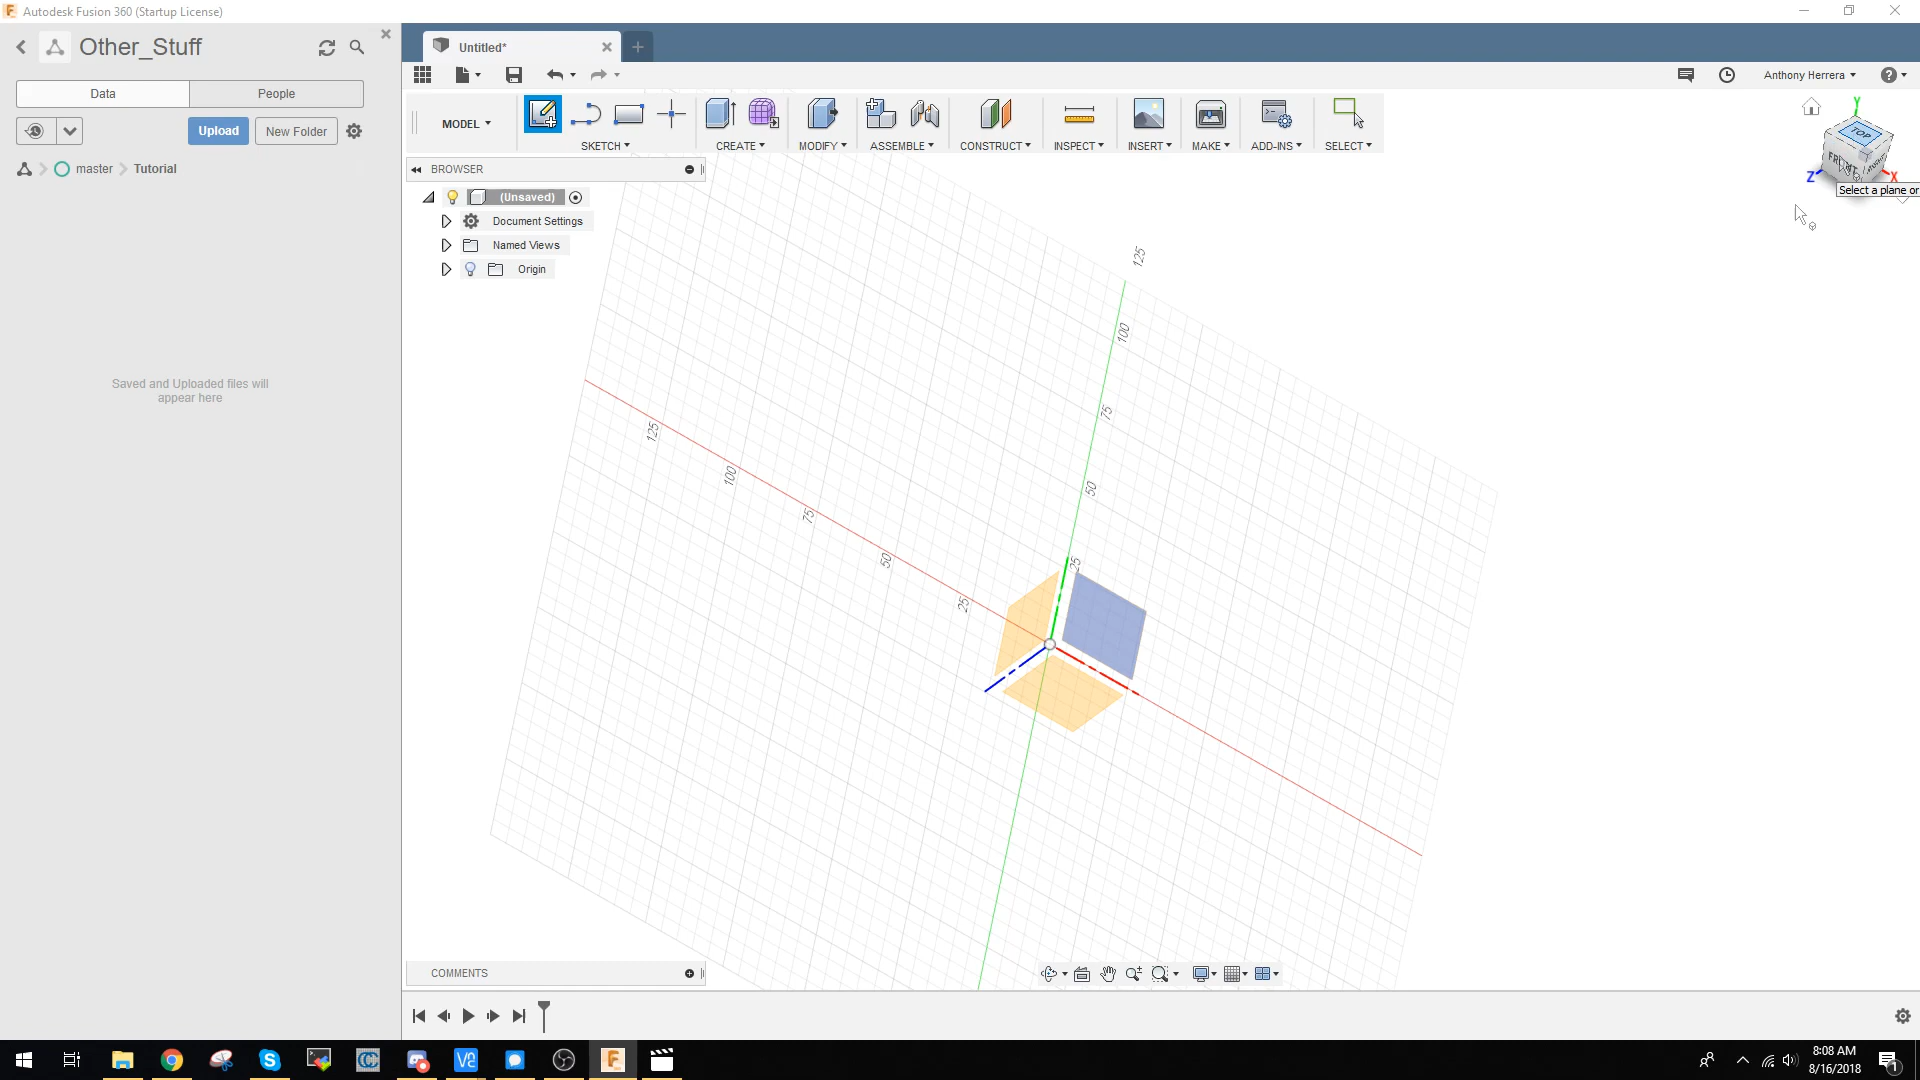 Autodesk Fusion 360 (Startup License)
Other_Stuff
Data
People
Upload
New Folder
master
Tutorial
Saved and Uploaded files will
appear here
Untitled*
Anthony Herrera
MODEL
SKETCH
CREATE
MODIFY
ASSEMBLE
CONSTRUCT
INSPECT
INSERT
MAKE
ADD-INS
SELECT
BROWSER
(Unsaved)
Document Settings
Named Views
Origin
Y
TOP
Z
X
Select a plane or
125
100
75
50
25
125
100
75
50
25
COMMENTS
8:08 AM
8/16/2018
1